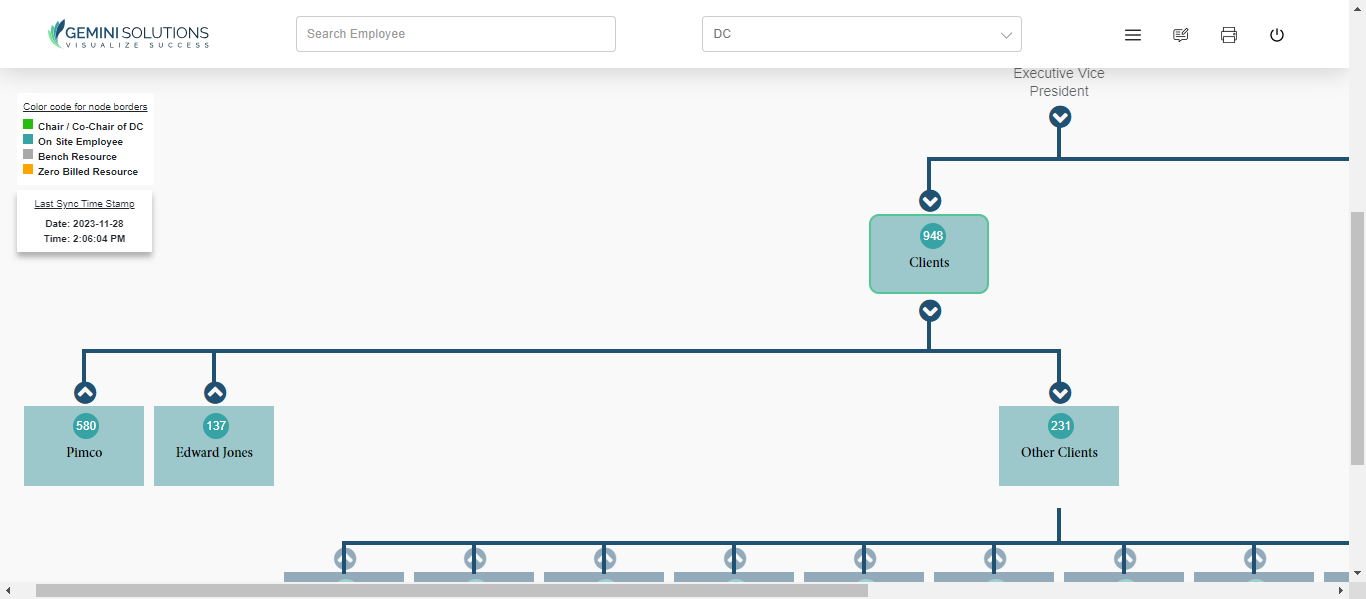 GEMINI SOLUTIONS
VISUALIZE SUCCESS
Search Employee
DC
Executive Vice
President
Color code for node borders
Chair / Co-Chair of DC
On Site Employee
Bench Resource
Zero Billed Resource
Last Sync Time Stamp
Date: 2023-11-28
Time: 2:06:04 PM
948
Clients
580
Pimco
137
Edward Jones
231
Other Clients